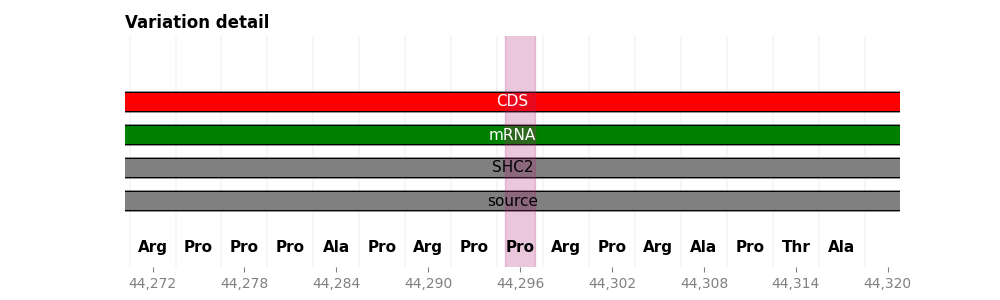 Variation detail
CDS
mRNA
SHC2
source
Arg Pro Pro Pro Ala Pro Arg Pro Pro Arg Pro Arg Ala Pro Thr Ala
44,272 44,278 44,284 44,290 44,296 44,302 44,308 44,314 44,320